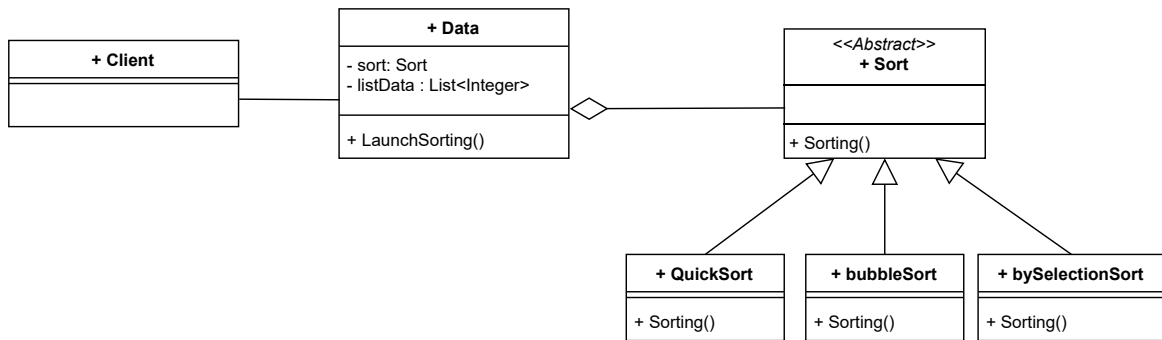 + Client
+ Data
- sort: Sort
- listData : List<Integer>
+ LaunchSorting()
<<Abstract>>
+ Sort
+ Sorting()
+ QuickSort
+ Sorting()
+ bubbleSort
+ Sorting()
+ bySelectionSort
+ Sorting()